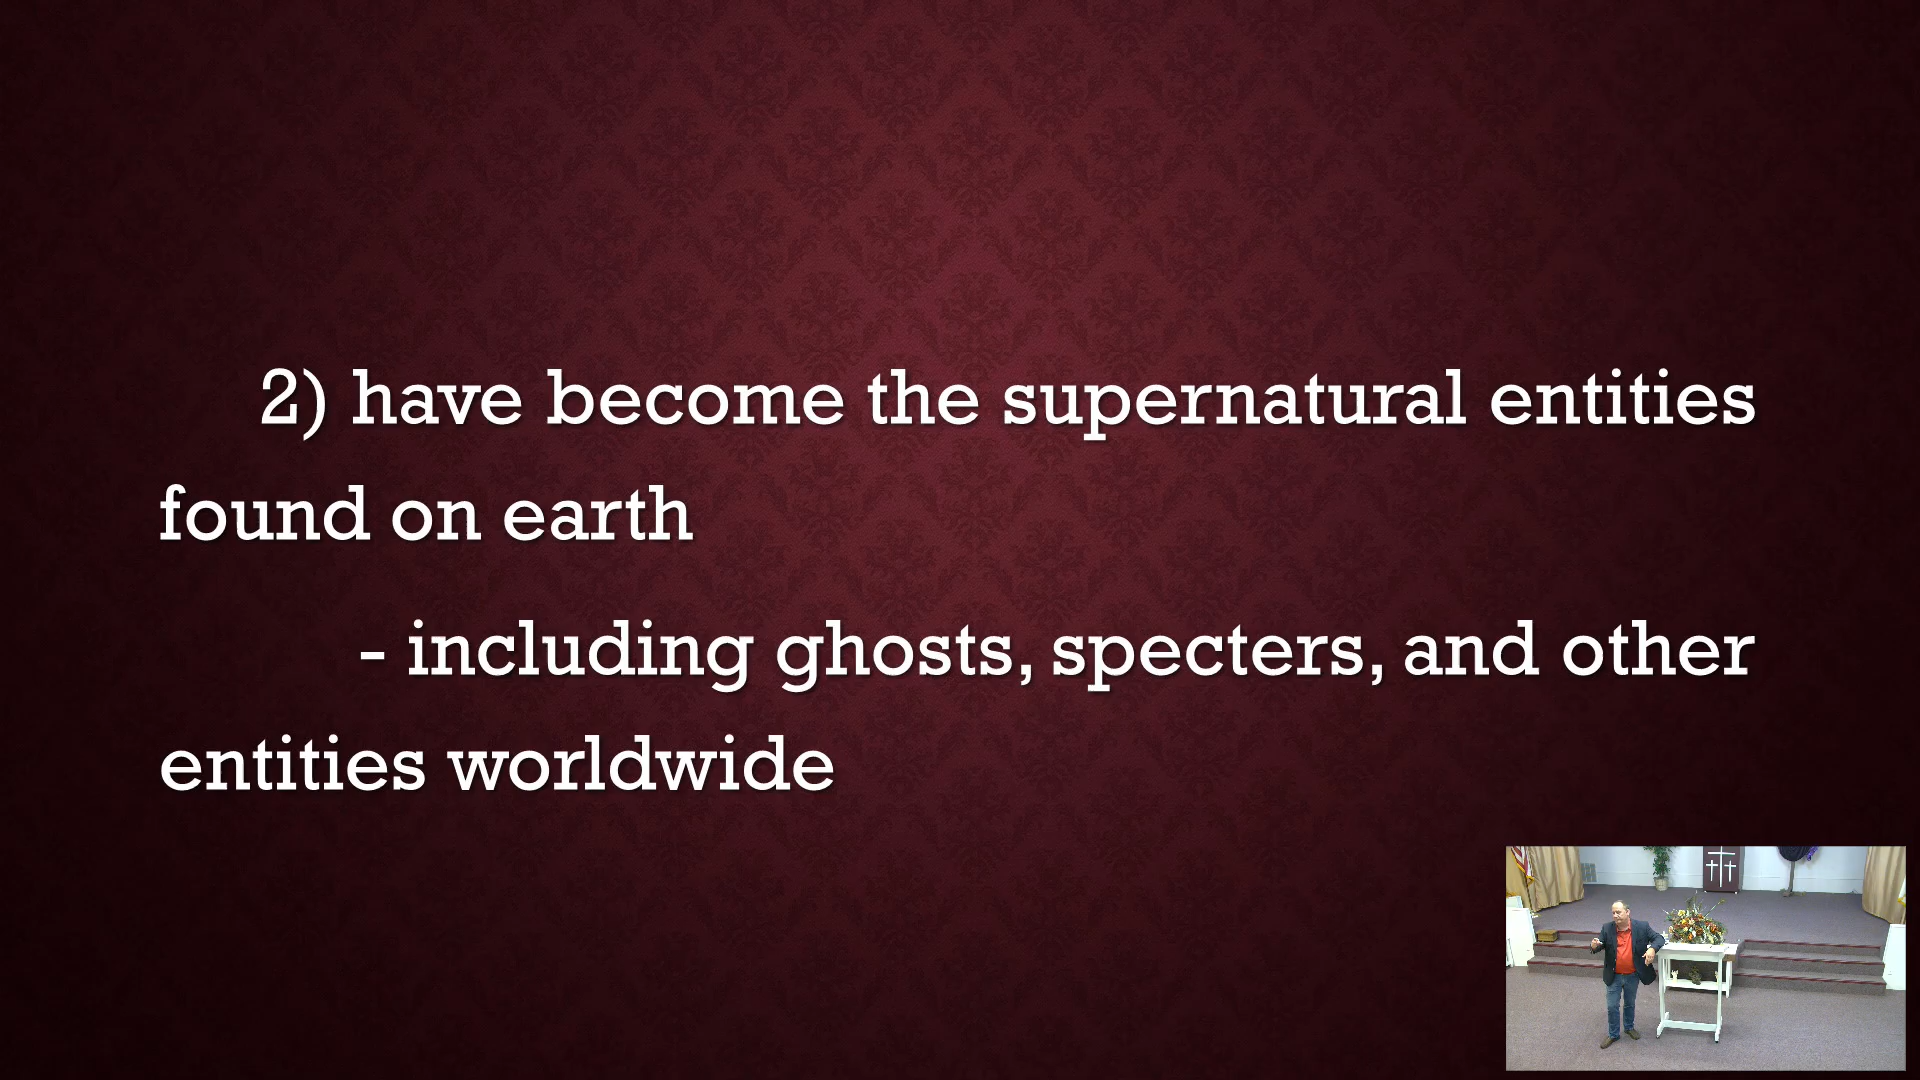 2) have become the supernatural entities
found on earth
- including ghosts, specters, and other
entities worldwide